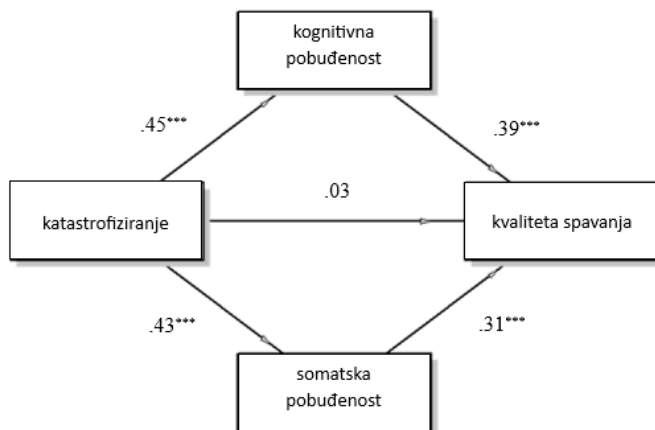 kognitivna
pobuđenost
.45***
.39***
katastrofiziranje
.03
kvaliteta spavanja
.43***
.31***
somatska
pobuđenost